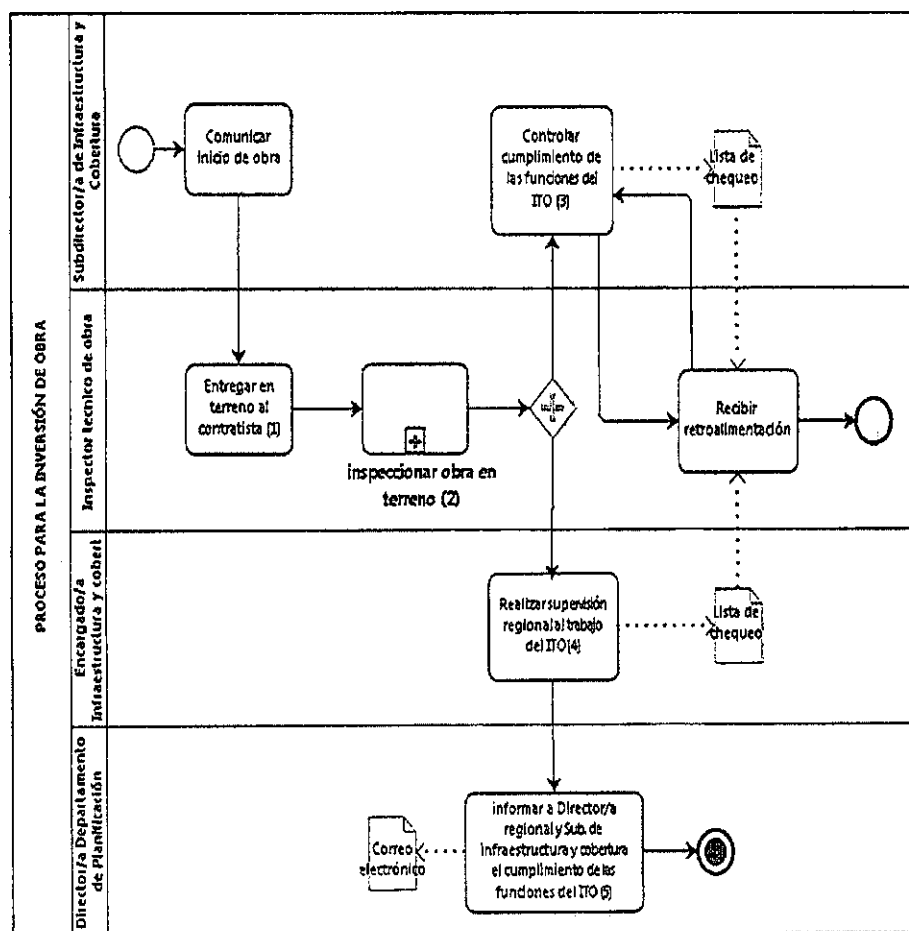 PROCESO PARA LA INVERSIÓN DE OBRA
Subditector/a de Infraestructura y
Cobertura
Comunicar
inicio de obra
Controlar
cumplimiento de
las funciones del
ITO (3)
Lista de
chequeo
Inspector tecnico de obra
Entregar en
terreno al
contratista (1)
inspeccionar obra en
terreno (2)
Recibir
retroalimentación
Encargado/a
Infraestructura y cobert
Realizar supervisión
regional al trabajo
del ITO(4)
Lista de
chequeo
Director/a Departamento
de Planificación
Correo
electrónico
informar a Director/a
regional y Sub. de
infraestructura y cobertura
el cumplimiento de las
funciones del ITO (5)